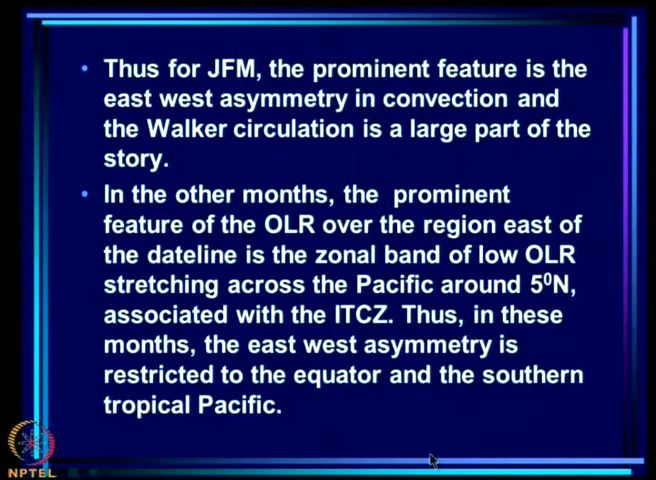 • Thus for JFM, the prominent feature is the
east west asymmetry in convection and
the Walker circulation is a large part of the
story.
• In the other months, the prominent
feature of the OLR over the region east of
the dateline is the zonal band of low OLR
stretching across the Pacific around 5⁰N,
associated with the ITCZ. Thus, in these
months, the east west asymmetry is
restricted to the equator and the southern
tropical Pacific.
NPTEL